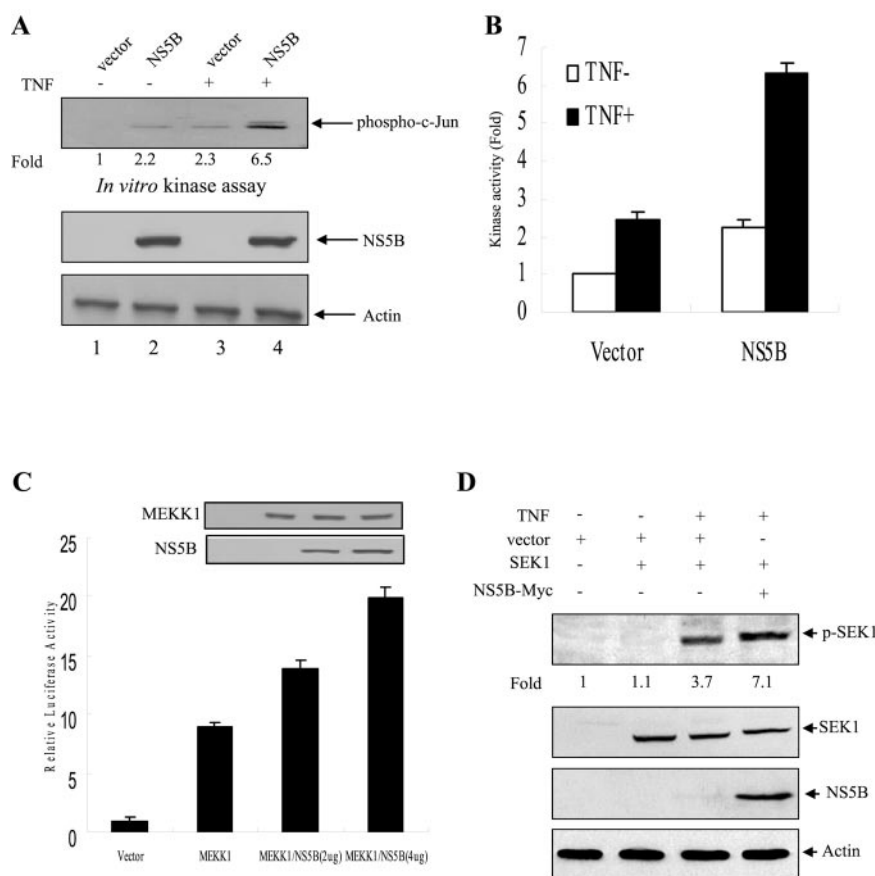 A
vector NS5B vector NS5B
TNF - - + +
phospho-c-Jun
Fold 1 2.2 2.3 6.5
In vitro kinase assay
NS5B
Actin
1 2 3 4
B
7
6
5
4
3
2
1
0
Kinase activity (Fold)
TNF-
TNF+
Vector NS5B
C
MEKK1
NS5B
25
20
15
10
5
0
Relative Luciferase Activity
Vector MEKK1 MEKK1/NS5B(2ug) MEKK1/NS5B(4ug)
D
TNF - - + +
vector + + + -
SEK1 - + + +
NS5B-Myc - - - +
p-SEK1
Fold 1 1.1 3.7 7.1
SEK1
NS5B
Actin